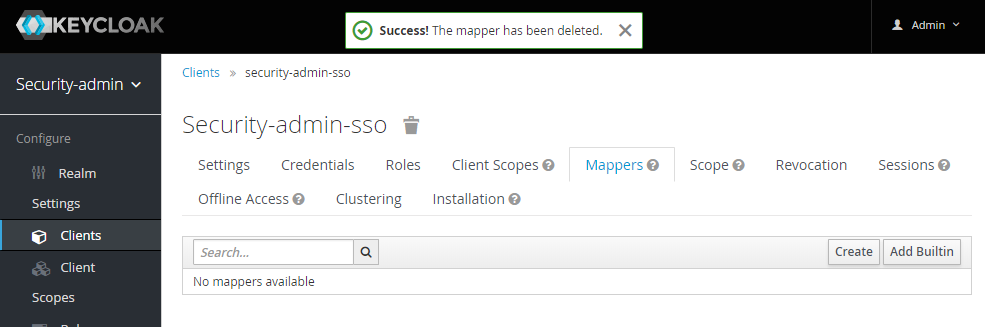 KEYCLOAK
Success! The mapper has been deleted.
Admin
Security-admin
Configure
Realm
Settings
Clients
Client
Scopes
Clients » security-admin-sso
Security-admin-sso
Settings Credentials Roles Client Scopes Mappers Scope Revocation Sessions
Offline Access Clustering Installation
Search... Create Add Builtin
No mappers available